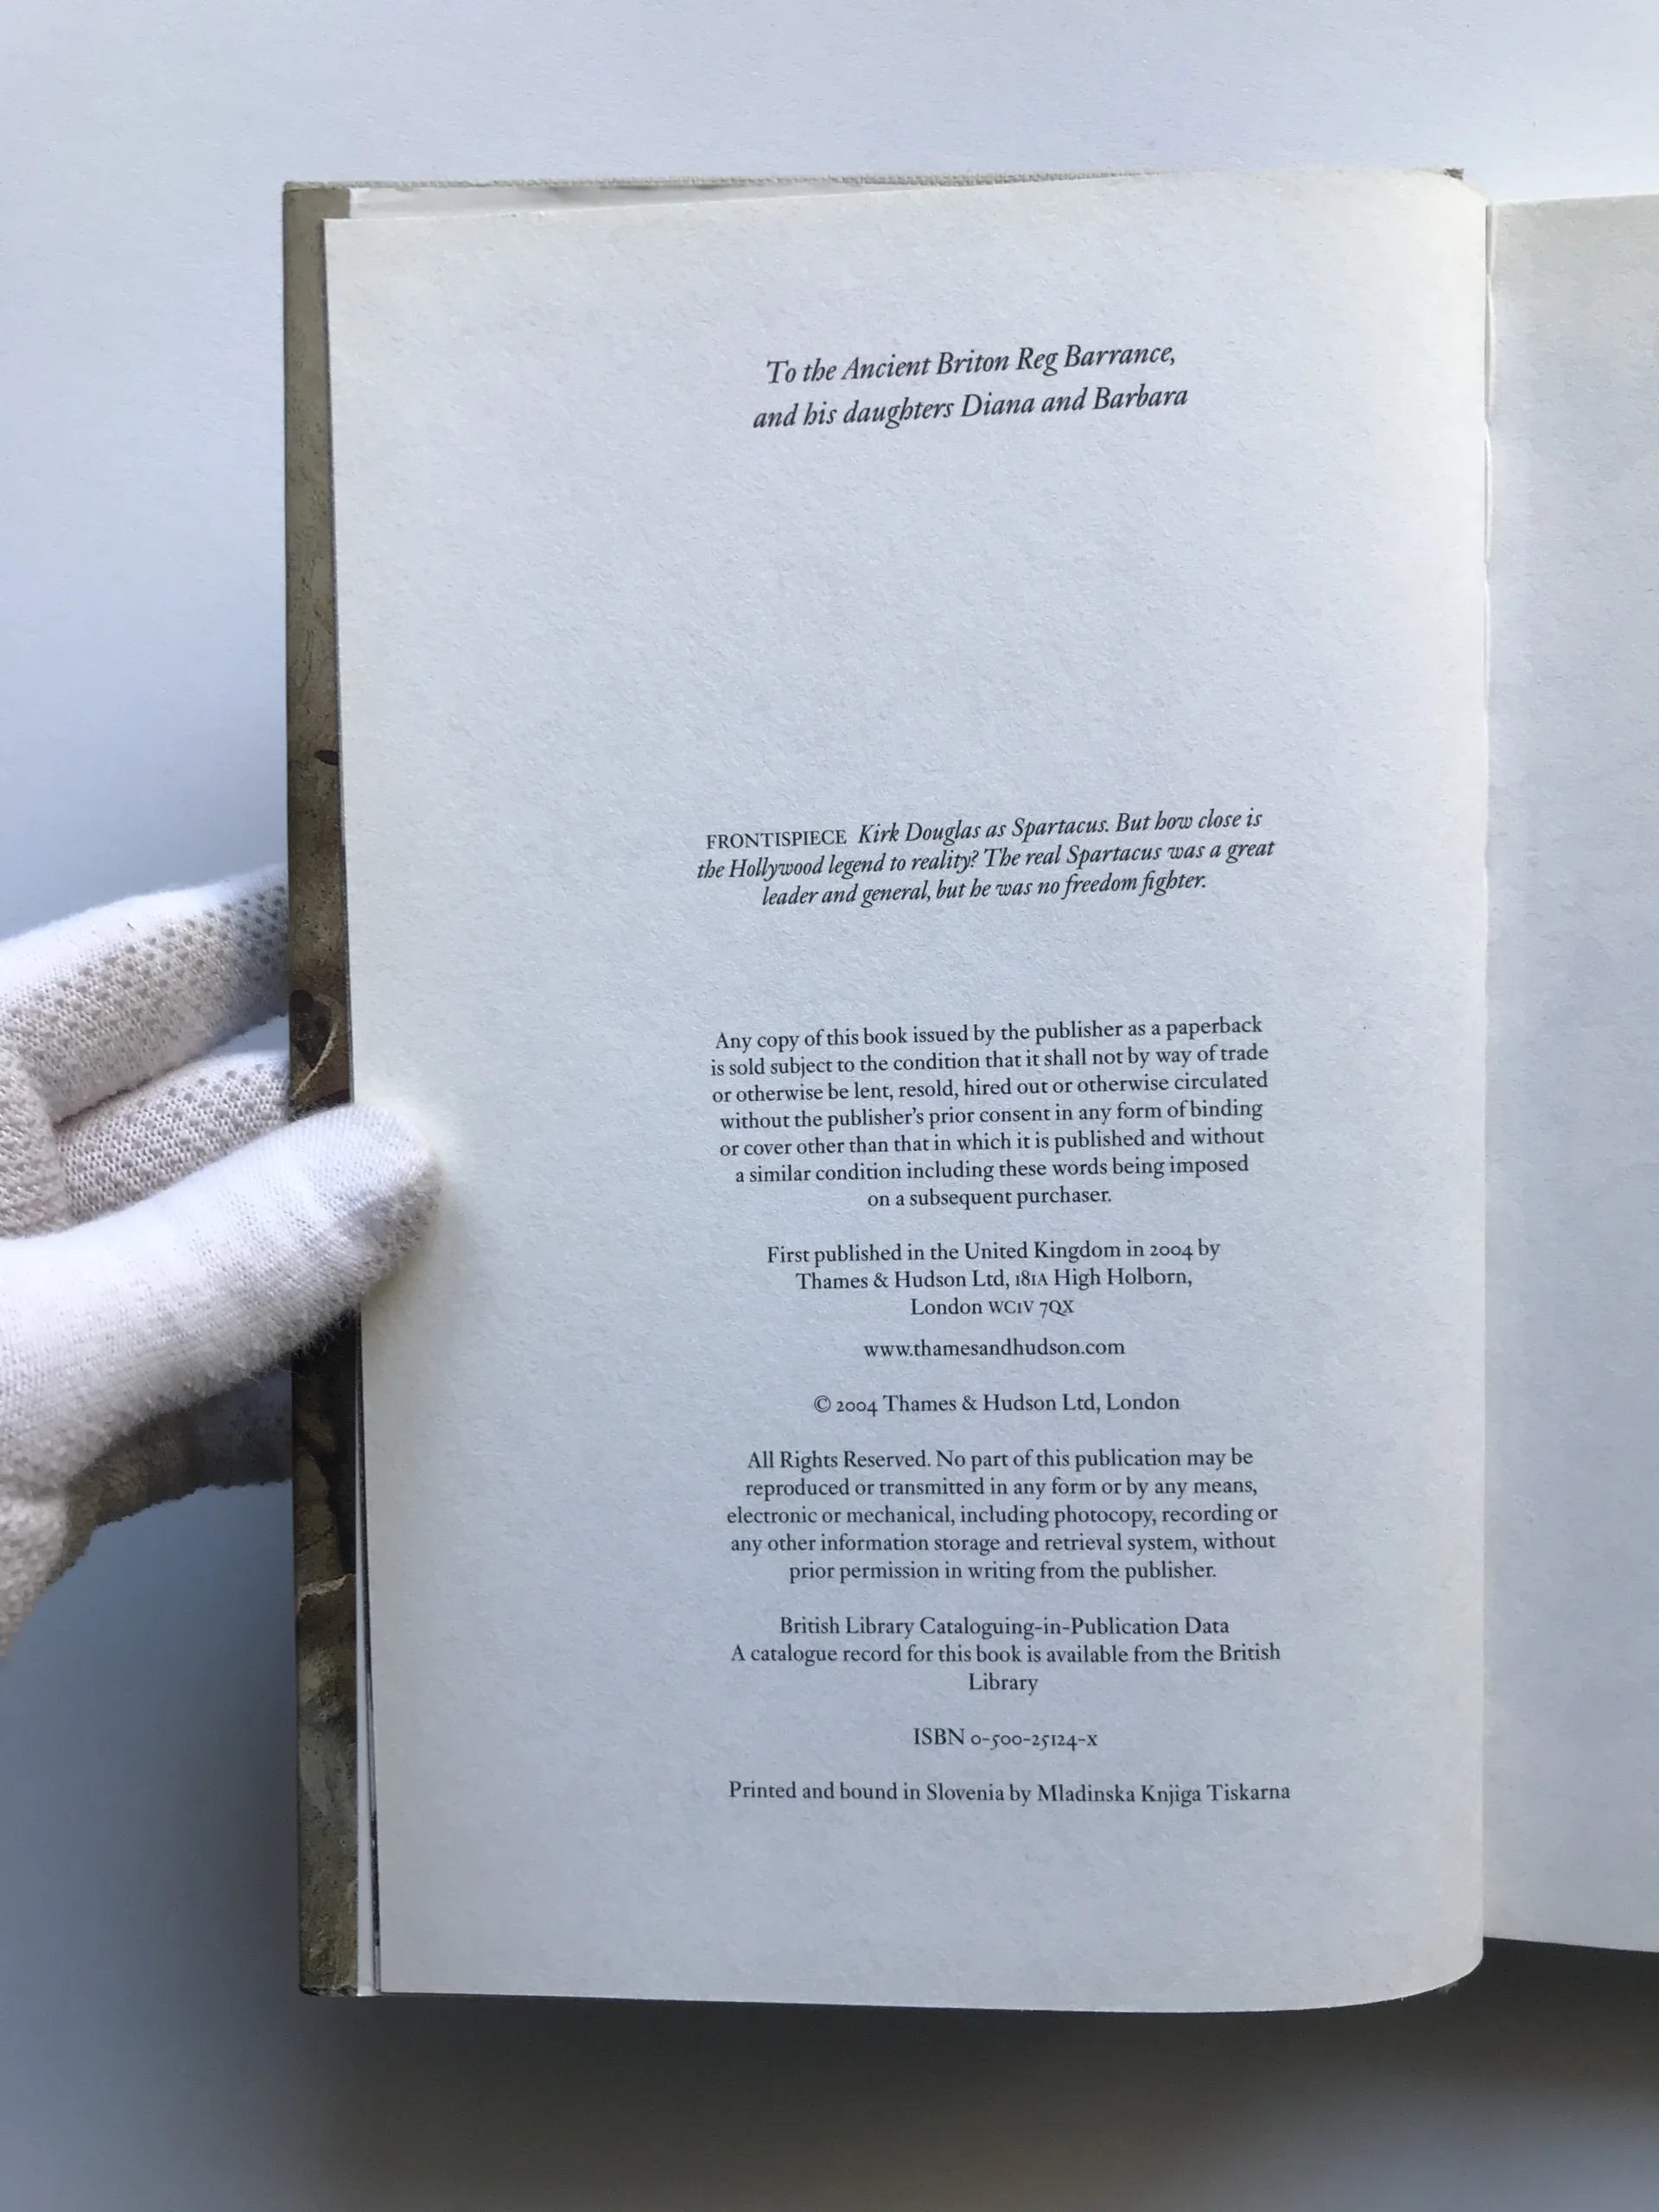 To the Ancient Briton Reg Barrance,
and his daughters Diana and Barbara
FRONTISPIECE Kirk Douglas as Spartacus. But how close is
the Hollywood legend to reality? The real Spartacus was a great
leader and general, but he was no freedom fighter.
Any copy of this book issued by the publisher as a paperback
is sold subject to the condition that it shall not by way of trade
or otherwise be lent, resold, hired out or otherwise circulated
without the publisher's prior consent in any form of binding
or cover other than that in which it is published and without
a similar condition including these words being imposed
on a subsequent purchaser.
First published in the United Kingdom in 2004 by
Thames & Hudson Ltd, 181A High Holborn,
London WC1V 7QX
www.thamesandhudson.com
© 2004 Thames & Hudson Ltd, London
All Rights Reserved. No part of this publication may be
reproduced or transmitted in any form or by any means,
electronic or mechanical, including photocopy, recording or
any other information storage and retrieval system, without
prior permission in writing from the publisher.
British Library Cataloguing-in-Publication Data
A catalogue record for this book is available from the British
Library
ISBN 0-500-25124-X
Printed and bound in Slovenia by Mladinska Knjiga Tiskarna